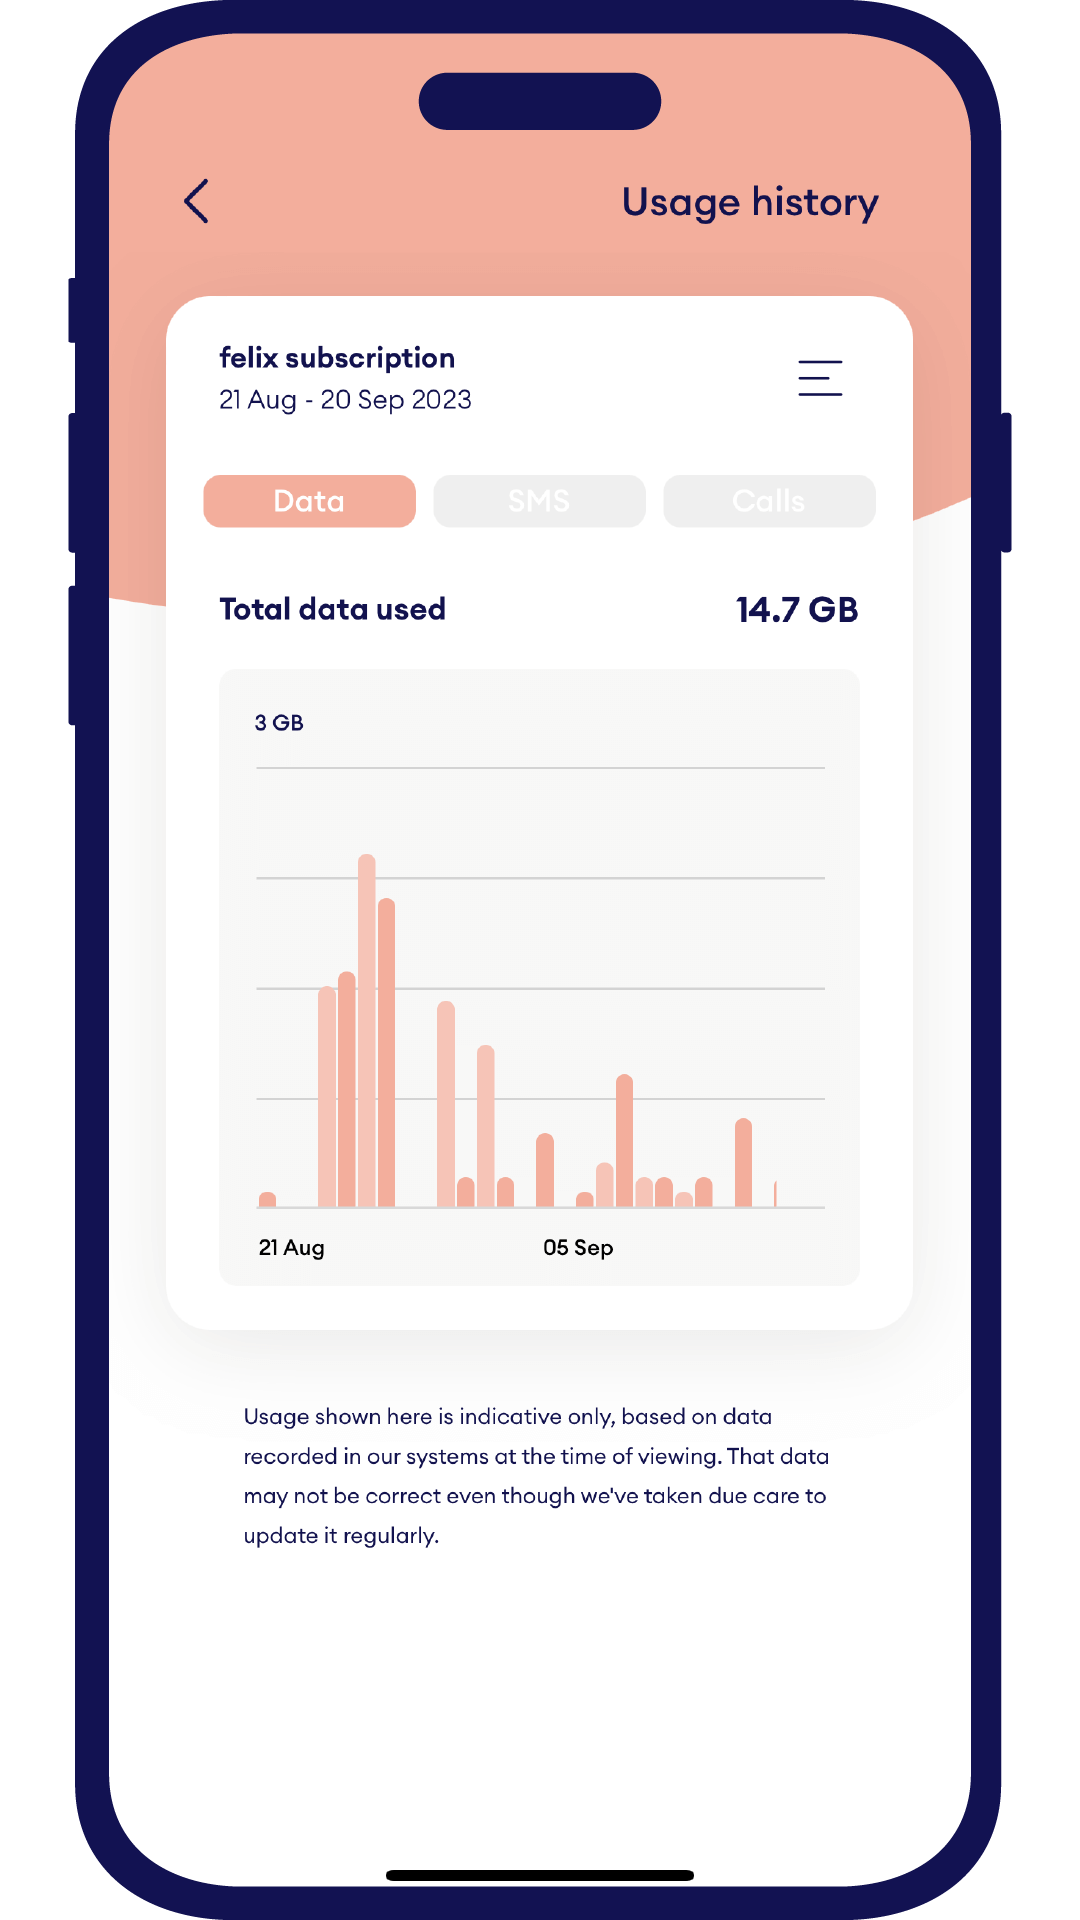 Usage history
felix subscription
21 Aug - 20 Sep 2023
Data SMS Calls
Total data used 14.7 GB
3 GB
21 Aug 05 Sep
Usage shown here is indicative only, based on data
recorded in our systems at the time of viewing. That data
may not be correct even though we've taken due care to
update it regularly.